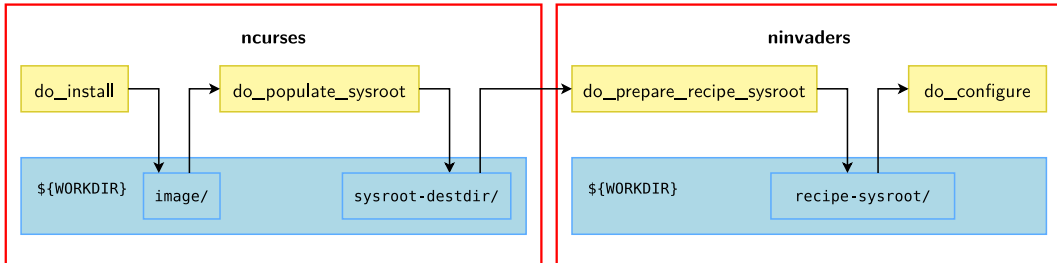 ncurses
ninvaders
do_install
do_populate_sysroot
do_prepare_recipe_sysroot
do_configure
${WORKDIR}
image/
sysroot-destdir/
${WORKDIR}
recipe-sysroot/